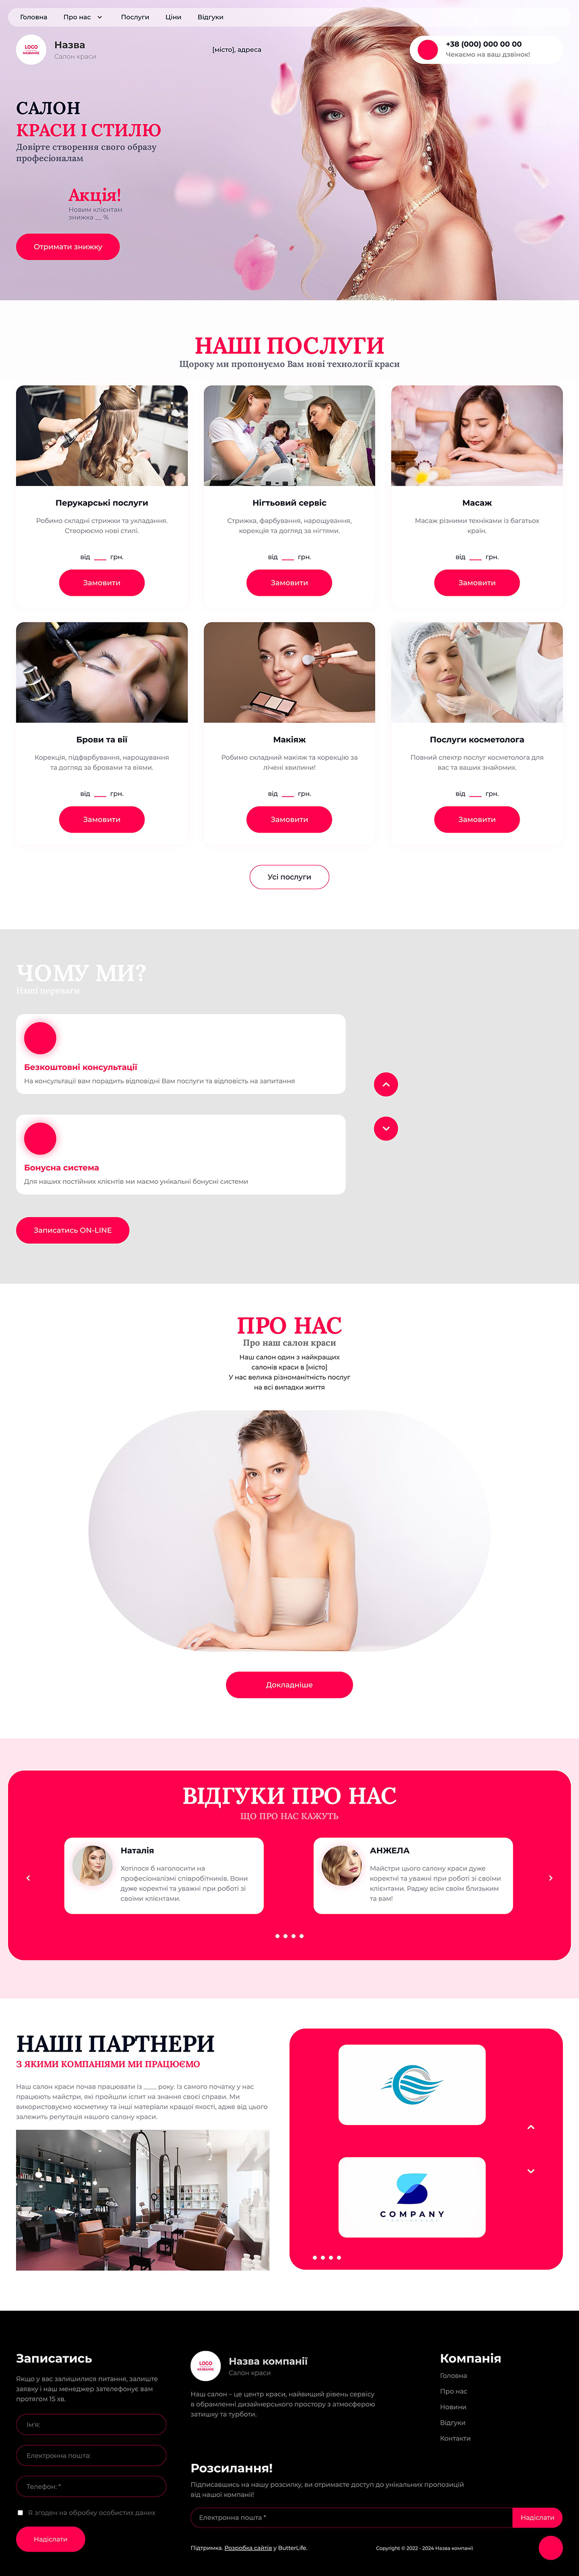 Головна Про нас Послуги Ціни Відгуки
LOGO
НАЗВАНИЕ
Назва
Салон краси
[місто], адреса
+38 (000) 000 00 00
Чекаємо на ваш дзвінок!
САЛОН
КРАСИ І СТИЛЮ
Довірте створення свого образу
професіоналам
Акція!
Новим клієнтам
знижка __ %
Отримати знижку
НАШІ ПОСЛУГИ
Щороку ми пропонуємо Вам нові технології краси
Перукарські послуги
Робимо складні стрижки та укладання.
Створюємо нові стилі.
від ___ грн.
Замовити
Нігтьовий сервіс
Стрижка, фарбування, нарощування,
корекція та догляд за нігтями.
від ___ грн.
Замовити
Масаж
Масаж різними техніками із багатьох
країн.
від ___ грн.
Замовити
Брови та вії
Корекція, підфарбування, нарощування
та догляд за бровами та віями.
від ___ грн.
Замовити
Макіяж
Робимо складний макіяж та корекцію за
лічені хвилини!
від ___ грн.
Замовити
Послуги косметолога
Повний спектр послуг косметолога для
вас та ваших знайомих.
від ___ грн.
Замовити
Усі послуги
ЧОМУ МИ?
Наші переваги
Безкоштовні консультації
На консультації вам порадить відповідні Вам послуги та відповість на запитання
Бонусна система
Для наших постійних клієнтів ми маємо унікальні бонусні системи
Записатись ON-LINE
ПРО НАС
Про наш салон краси
Наш салон один з найкращих
салонів краси в [місто]
У нас велика різноманітність послуг
на всі випадки життя
Докладніше
ВІДГУКИ ПРО НАС
ЩО ПРО НАС КАЖУТЬ
Наталія
Хотілося б наголосити на
професіоналізмі співробітників. Вони
дуже коректні та уважні при роботі зі
своїми клієнтами.
АНЖЕЛА
Майстри цього салону краси дуже
коректні та уважні при роботі зі своїми
клієнтами. Раджу всім своїм близьким
та вам!
НАШІ ПАРТНЕРИ
З ЯКИМИ КОМПАНІЯМИ МИ ПРАЦЮЄМО
Наш салон краси почав працювати із ____ року. Із самого початку у нас
працюють майстри, які пройшли іспит на знання своєї справи. Ми
використовуємо косметику та інші матеріали кращої якості, адже від цього
залежить репутація нашого салону краси.
COMPANY
Записатись
Якщо у вас залишилися питання, залиште
заявку і наш менеджер зателефонує вам
протягом 15 хв.
Ім'я:
Електронна пошта:
Телефон: *
Я згоден на обробку особистих даних
Надіслати
LOGO
НАЗВАНИЕ
Назва компанії
Салон краси
Наш салон – це центр краси, найвищий рівень сервісу
в обрамленні дизайнерського простору з атмосферою
затишку та турботи.
Компанія
Головна
Про нас
Новини
Відгуки
Контакти
Розсилання!
Підписавшись на нашу розсилку, ви отримаєте доступ до унікальних пропозицій
від нашої компанії!
Електронна пошта *
Надіслати
Підтримка. Розробка сайтів у ButterLife.
Copyright © 2022 - 2024 Назва компанії